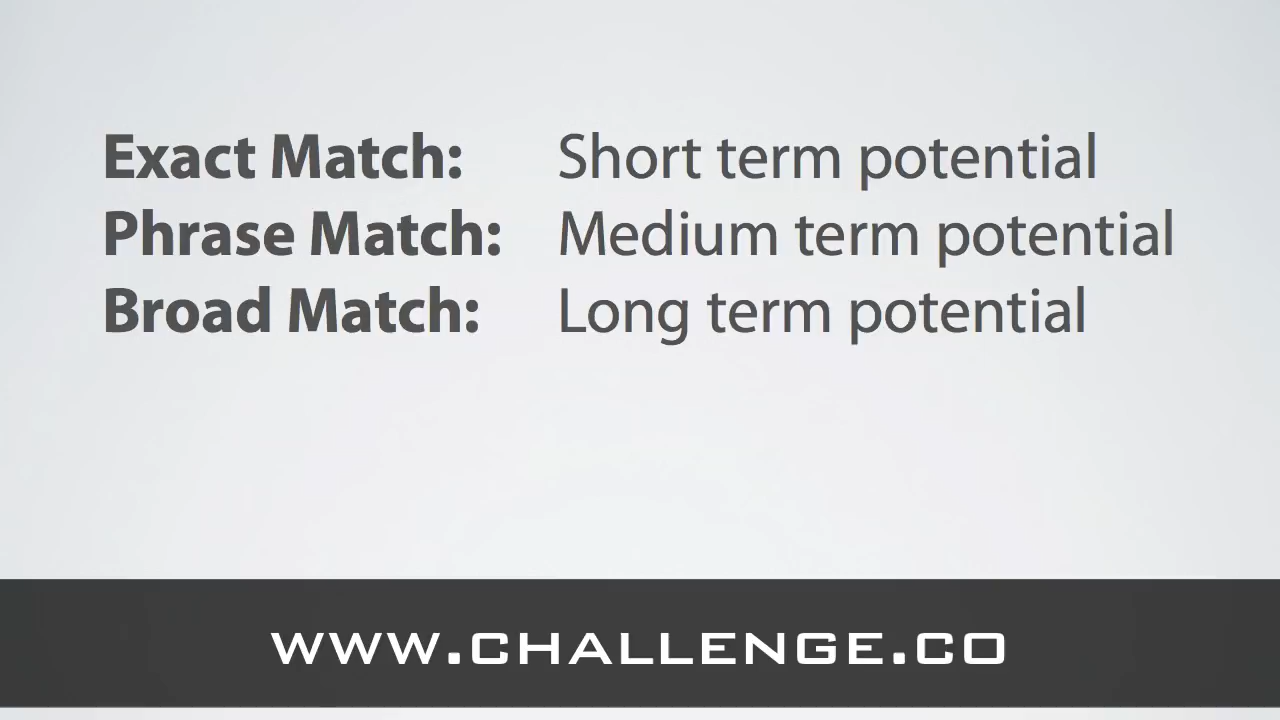 Exact Match: Short term potential
Phrase Match: Medium term potential
Broad Match: Long term potential
WWW.CHALLENGE.CO